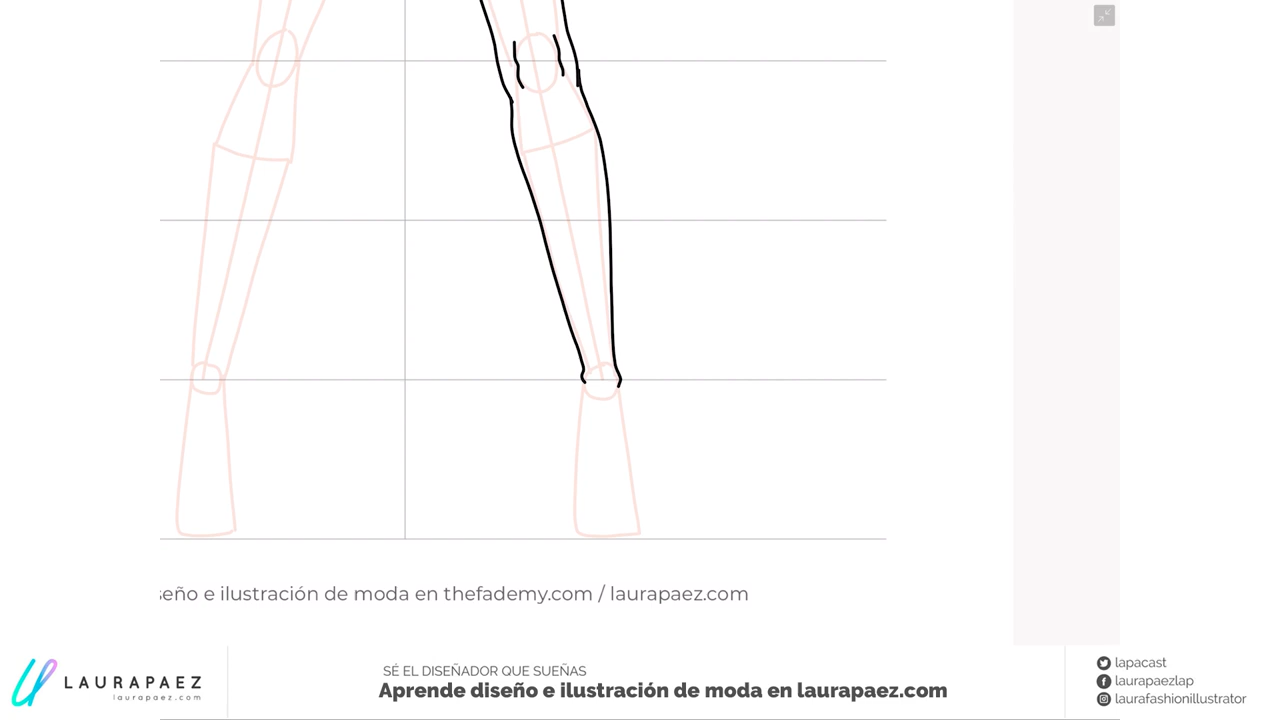 seño e ilustración de moda en thefademy.com / laurapaez.com
SÉ EL DISEÑADOR QUE SUEÑAS
Aprende diseño e ilustración de moda en laurapaez.com
LAURAPAEZ
laurapaez.com
lapacast
laurapaezlap
laurafashionillustrator